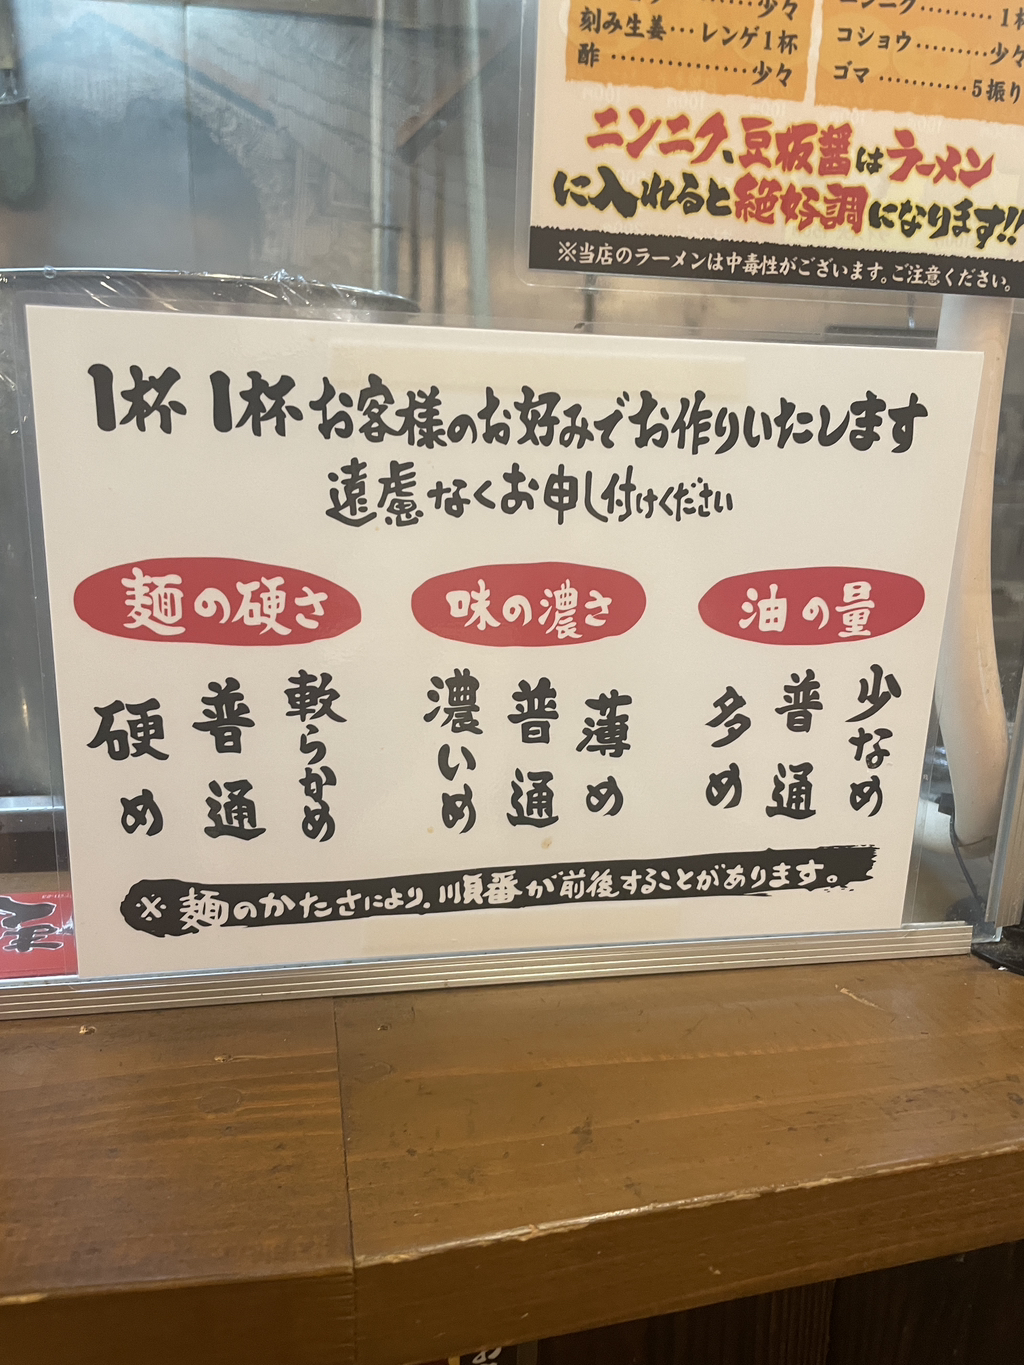 刻み生姜…レンゲ1杯
酢 ……………少々
コショウ………少々
ゴマ …………5振り
ニンニク、豆板醤はラーメン
に入れると絶好調になります!!
※当店のラーメンは中毒性がございます。ご注意ください。
1杯 1杯お客様のお好みでお作りいたします
遠慮なくお申し付けください
麺の硬さ
硬め
普通
軟らかめ
味の濃さ
濃いめ
普通
薄め
油の量
多め
普通
少なめ
※麺のかたさにより、順番が前後することがあります。